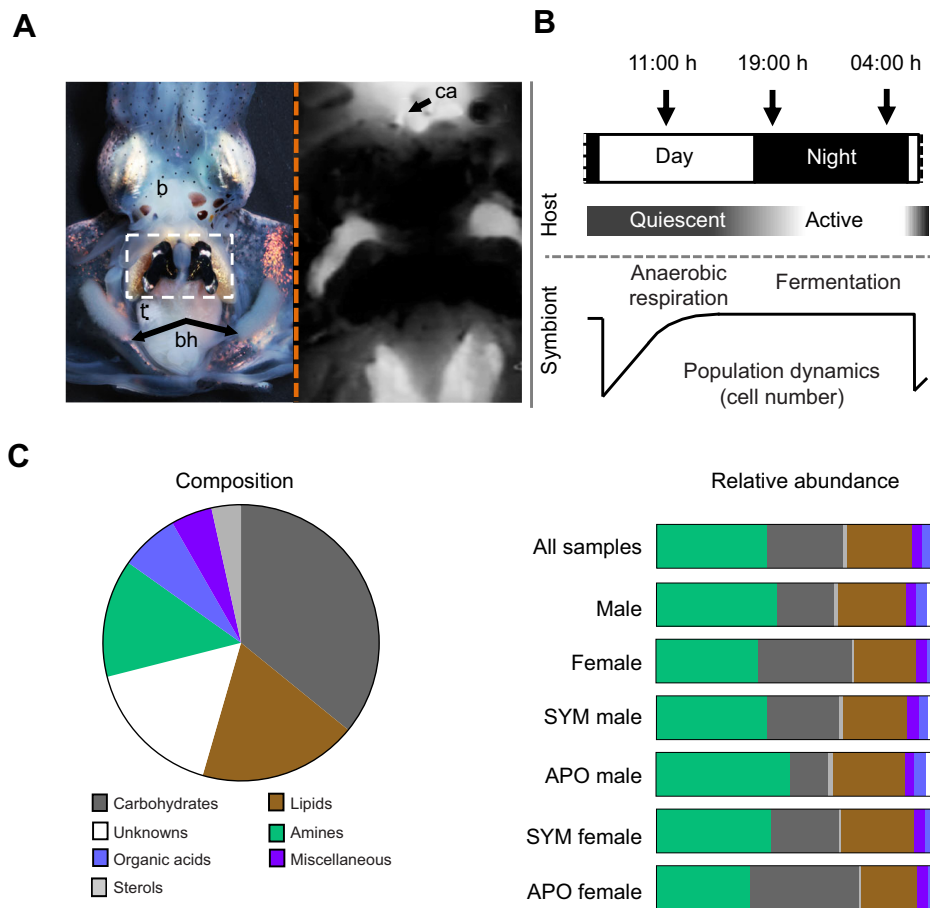 A
ca
b
t
bh
B
11:00 h 19:00 h 04:00 h
Day Night
Host
Quiescent Active
Symbiont
Anaerobic
respiration
Fermentation
Population dynamics
(cell number)
C
Composition
Carbohydrates Lipids
Unknowns Amines
Organic acids Miscellaneous
Sterols
Relative abundance
All samples
Male
Female
SYM male
APO male
SYM female
APO female